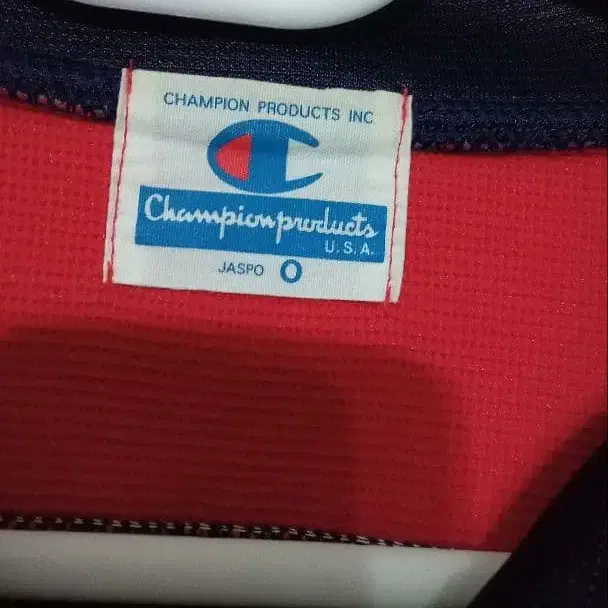 CHAMPION PRODUCTS INC
Championproducts
U.S.A.
JASPO O